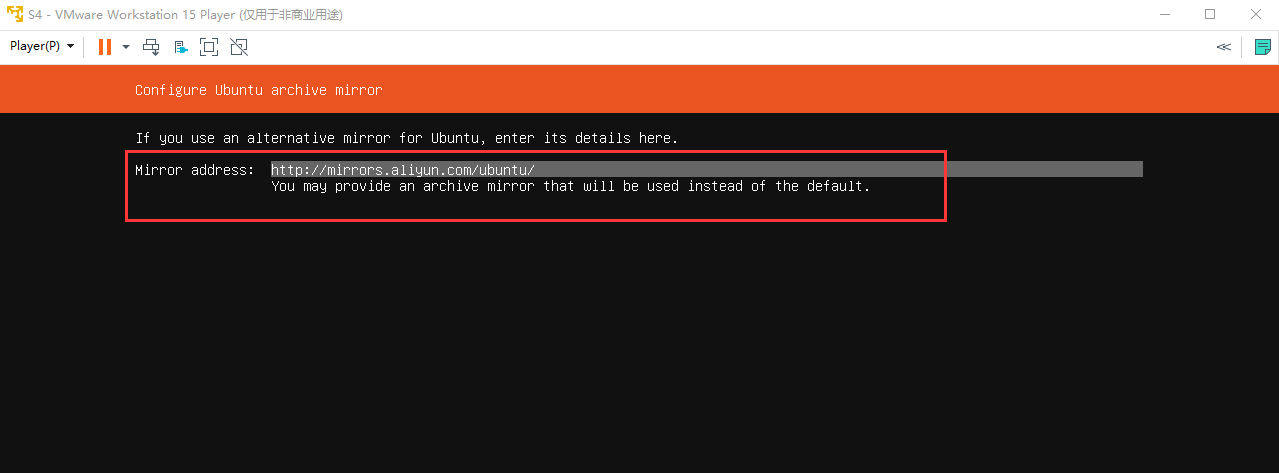 S4 - VMware Workstation 15 Player (仅用于非商业用途)
Player(P)
Configure Ubuntu archive mirror
If you use an alternative mirror for Ubuntu, enter its details here.
Mirror address: http://mirrors.aliyun.com/ubuntu/
You may provide an archive mirror that will be used instead of the default.